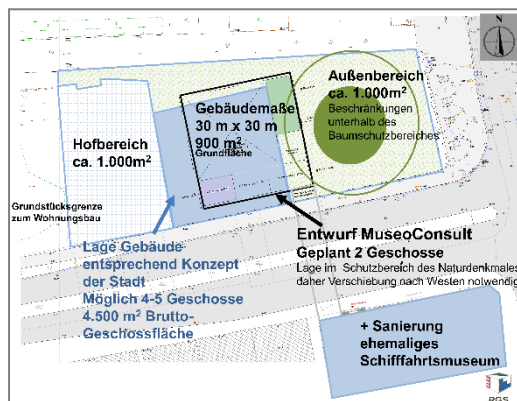 N
Außenbereich
ca. 1.000m²
Beschränkungen
unterhalb des
Baumschutzbereiches
Gebäudemaße
30 m x 30 m
900 m²
Grundfläche
Hofbereich
ca. 1.000m²
Grundstücksgrenze
zum Wohnungsbau
Lage Gebäude
entsprechend Konzept
der Stadt
Möglich 4-5 Geschosse
4.500 m² Brutto-
Geschossfläche
Entwurf MuseoConsult
Geplant 2 Geschosse
Lage im Schutzbereich des Naturdenkmales
daher Verschiebung nach Westen notwendig
+ Sanierung
ehemaliges
Schifffahrtsmuseum
RGS